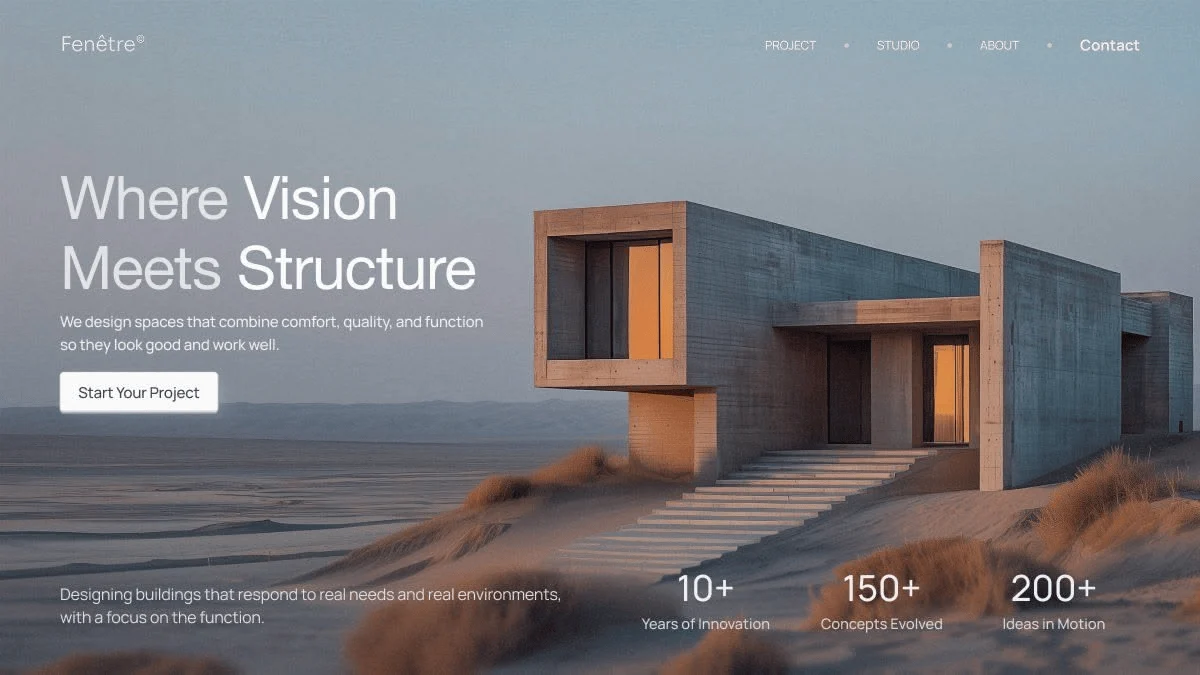 Fenêtre©
PROJECT • STUDIO • ABOUT • Contact
Where Vision
Meets Structure
We design spaces that combine comfort, quality, and function
so they look good and work well.
Start Your Project
Designing buildings that respond to real needs and real environments,
with a focus on the function.
10+
Years of Innovation
150+
Concepts Evolved
200+
Ideas in Motion